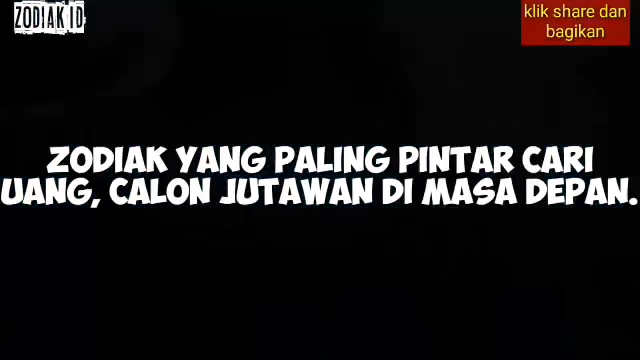 ZODIAK ID
klik share dan
bagikan
ZODIAK YANG PALING PINTAR CARI
UANG, CALON JUTAWAN DI MASA DEPAN.